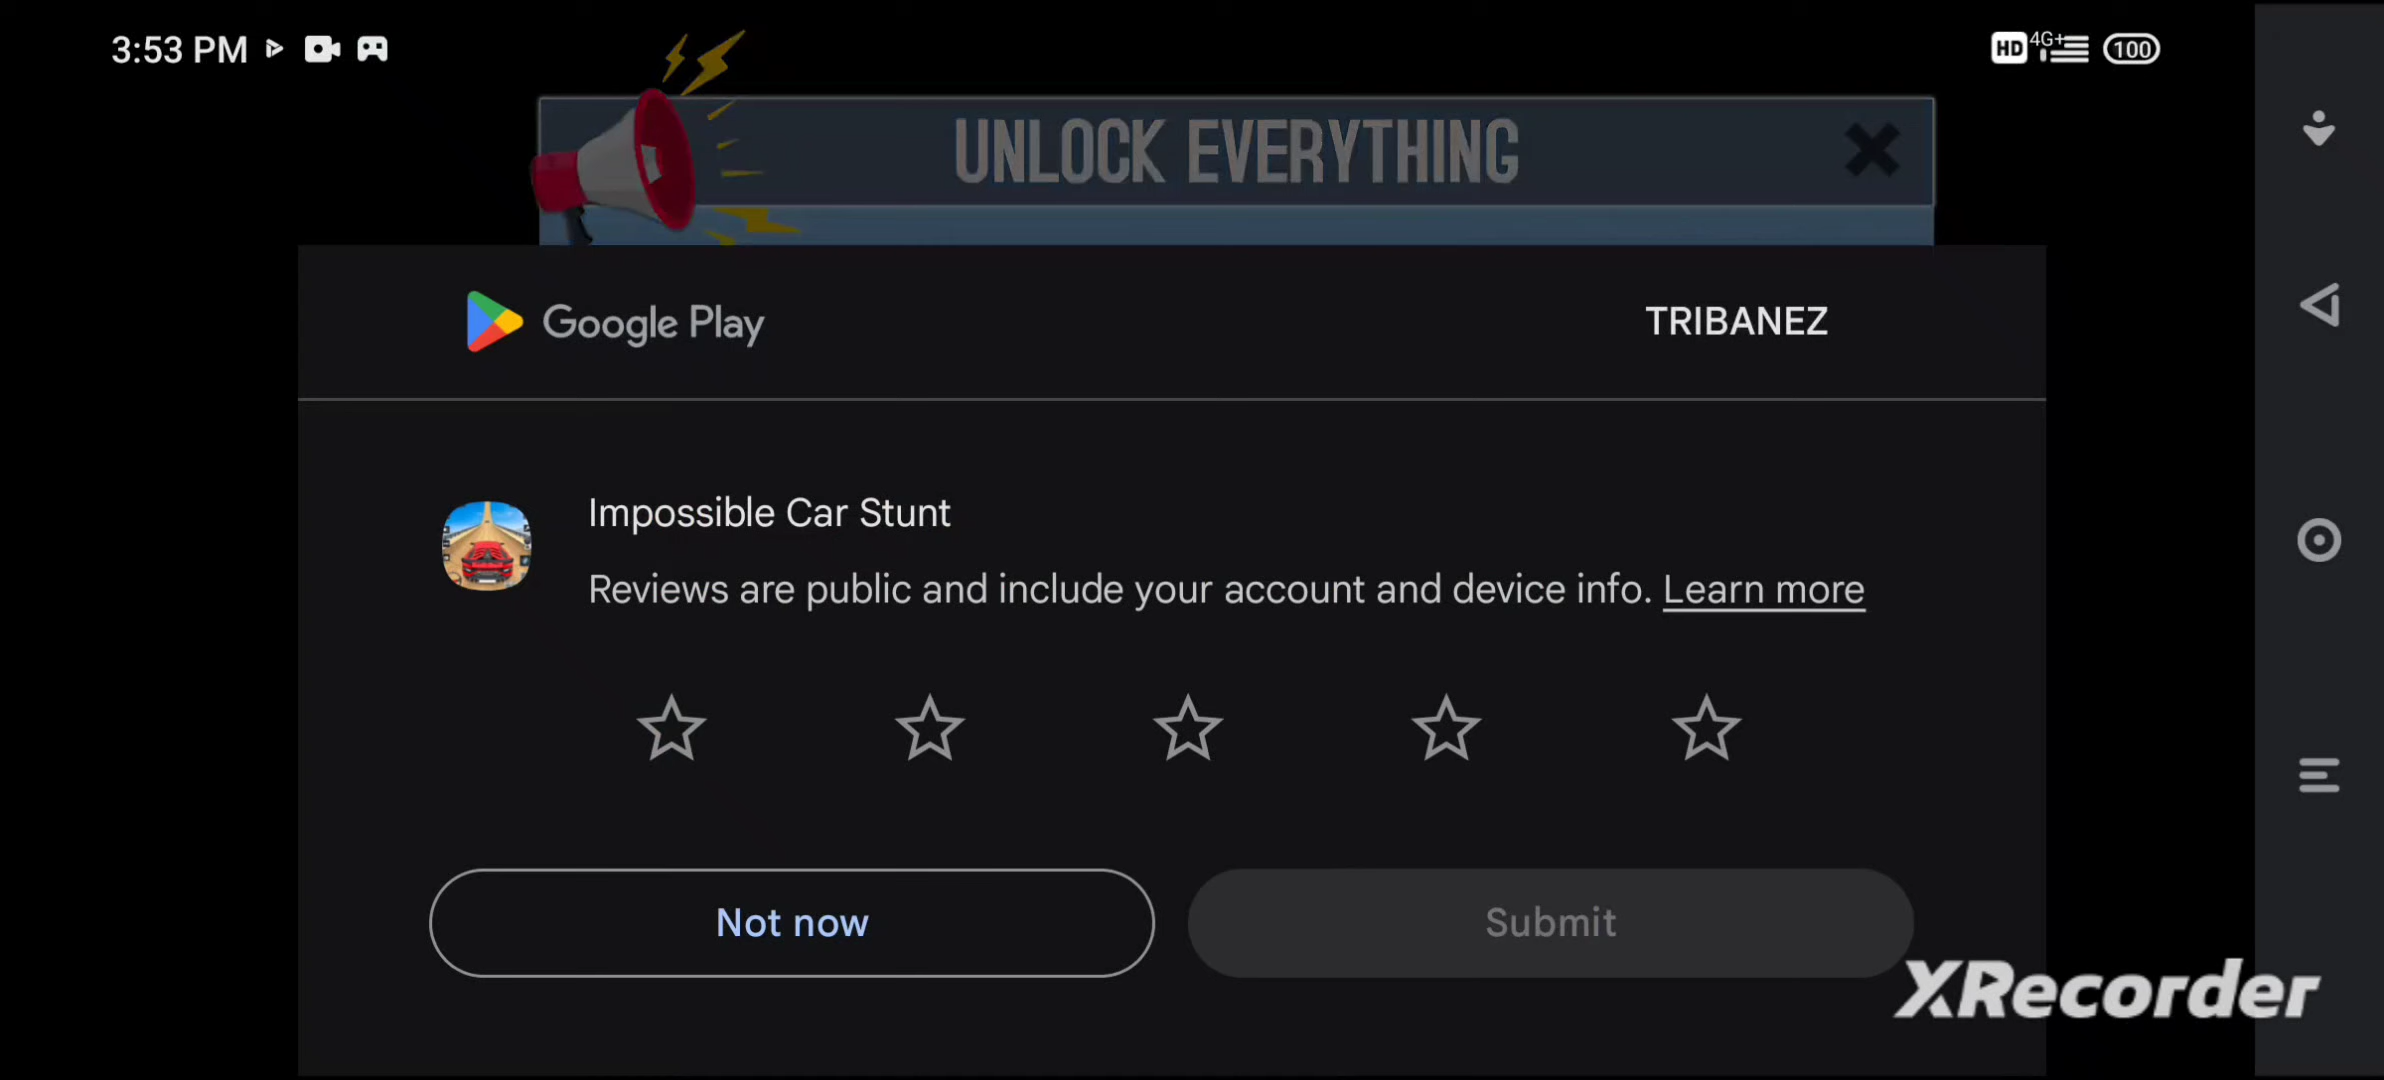 3:53 PM
HD 4G+ 100
UNLOCK EVERYTHING
Google Play
TRIBANEZ
Impossible Car Stunt
Reviews are public and include your account and device info. Learn more
Not now
Submit
XRecorder